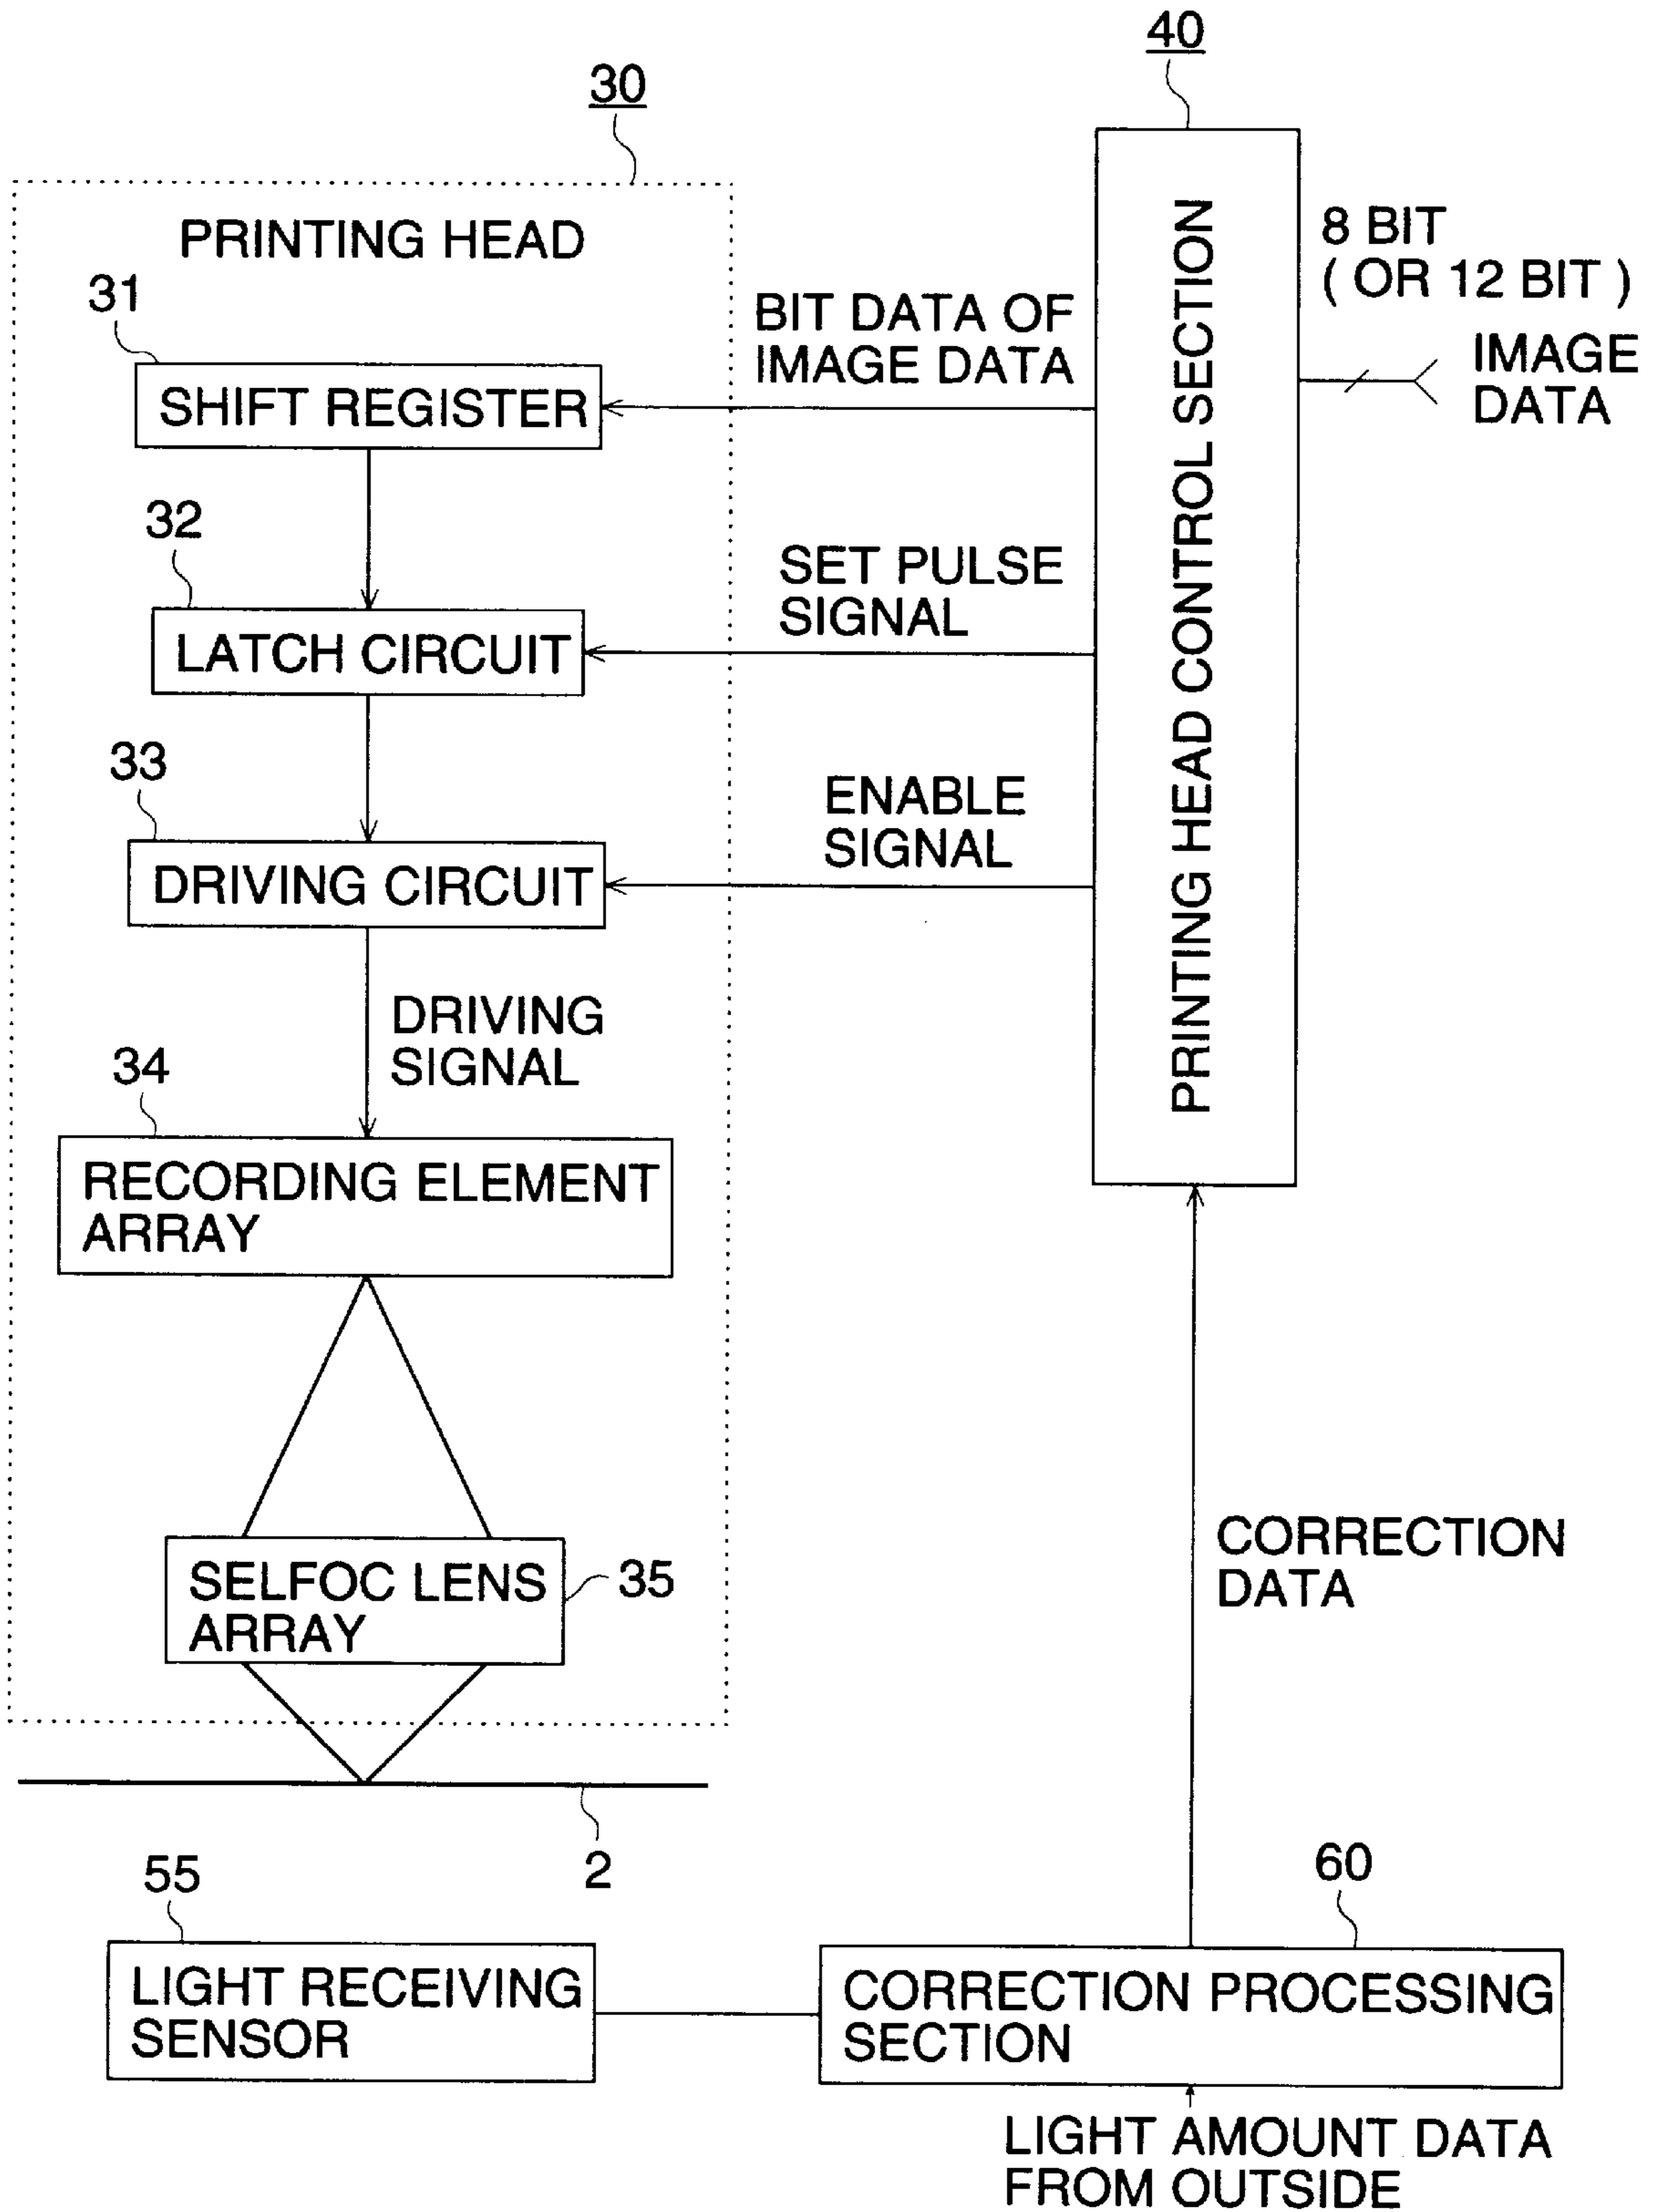 40
30
PRINTING HEAD
8 BIT
( OR 12 BIT )
IMAGE
DATA
31
BIT DATA OF
IMAGE DATA
SHIFT REGISTER
PRINTING HEAD CONTROL SECTION
32
SET PULSE
SIGNAL
LATCH CIRCUIT
33
ENABLE
SIGNAL
DRIVING CIRCUIT
DRIVING
SIGNAL
34
RECORDING ELEMENT
ARRAY
SELFOC LENS
ARRAY
35
CORRECTION
DATA
2
55
60
LIGHT RECEIVING
SENSOR
CORRECTION PROCESSING
SECTION
LIGHT AMOUNT DATA
FROM OUTSIDE